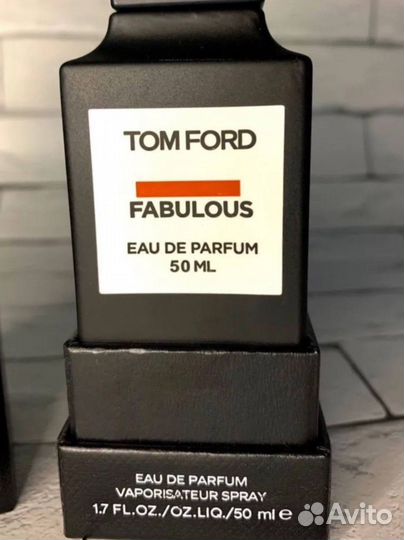 TOM FORD
FABULOUS
EAU DE PARFUM
50 ML
EAU DE PARFUM
VAPORISATEUR SPRAY
1.7 FL.OZ./OZ.LIQ./50 ml e
Avito